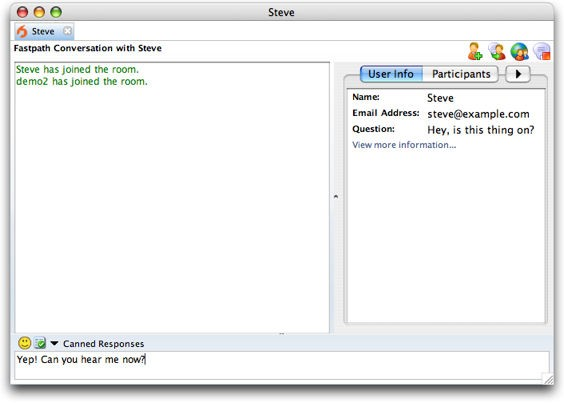 Steve
Steve
Fastpath Conversation with Steve
Steve has joined the room.
demo2 has joined the room.
User Info Participants
Name: Steve
Email Address: steve@example.com
Question: Hey, is this thing on?
View more information...
Canned Responses
Yep! Can you hear me now?